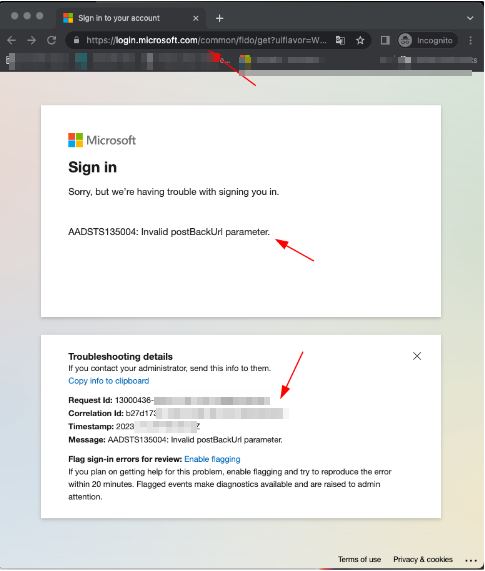 Sign in to your account
https://login.microsoft.com/common/fido/get?ulflavor=W...
Incognito
Microsoft
Sign in
Sorry, but we're having trouble with signing you in.
AADSTS135004: Invalid postBackUrl parameter.
Troubleshooting details
If you contact your administrator, send this info to them.
Copy info to clipboard
Request Id: 13000436-
Correlation Id: b27d173
Timestamp: 2023 Z
Message: AADSTS135004: Invalid postBackUrl parameter.
Flag sign-in errors for review: Enable flagging
If you plan on getting help for this problem, enable flagging and try to reproduce the error
within 20 minutes. Flagged events make diagnostics available and are raised to admin
attention.
Terms of use Privacy & cookies ...